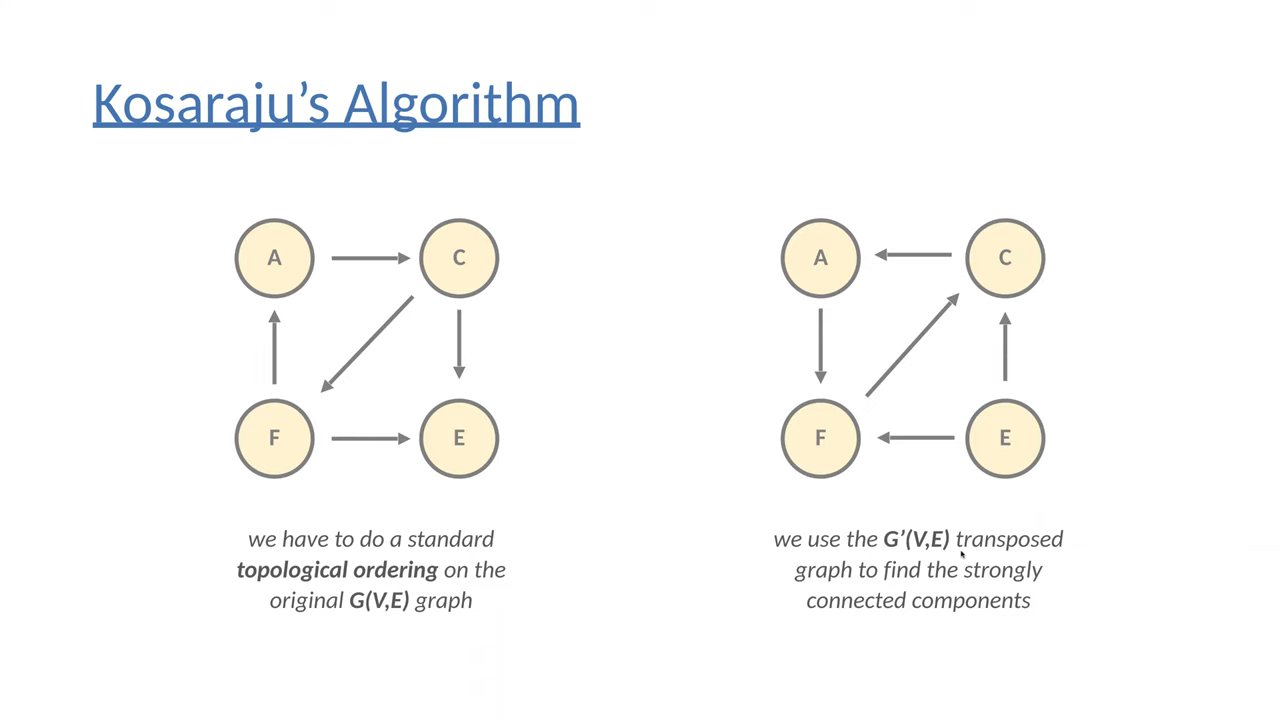 Kosaraju’s Algorithm
A
C
A
C
F
E
F
E
we have to do a standard
topological ordering on the
original G(V,E) graph
we use the G’(V,E) transposed
graph to find the strongly
connected components